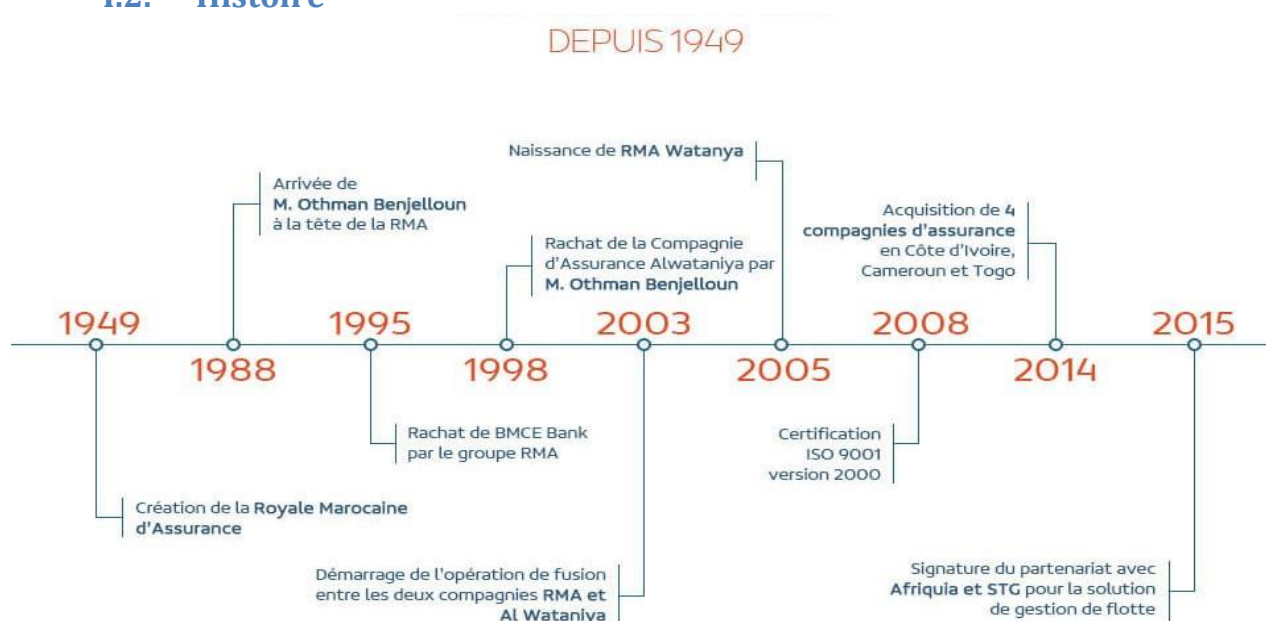 1.2. Histoire
DEPUIS 1949
Naissance de RMA Watanya
Arrivée de
M. Othman Benjelloun
à la tête de la RMA
Acquisition de 4
compagnies d'assurance
en Côte d'Ivoire,
Cameroun et Togo
Rachat de la Compagnie
d'Assurance Alwataniya par
M. Othman Benjelloun
1949
1995
2003
2008
2015
1988
1998
2005
2014
Rachat de BMCE Bank
par le groupe RMA
Certification
ISO 9001
version 2000
Création de la Royale Marocaine
d'Assurance
Démarrage de l'opération de fusion
entre les deux compagnies RMA et
Al Wataniya
Signature du partenariat avec
Afriquia et STG pour la solution
de gestion de flotte